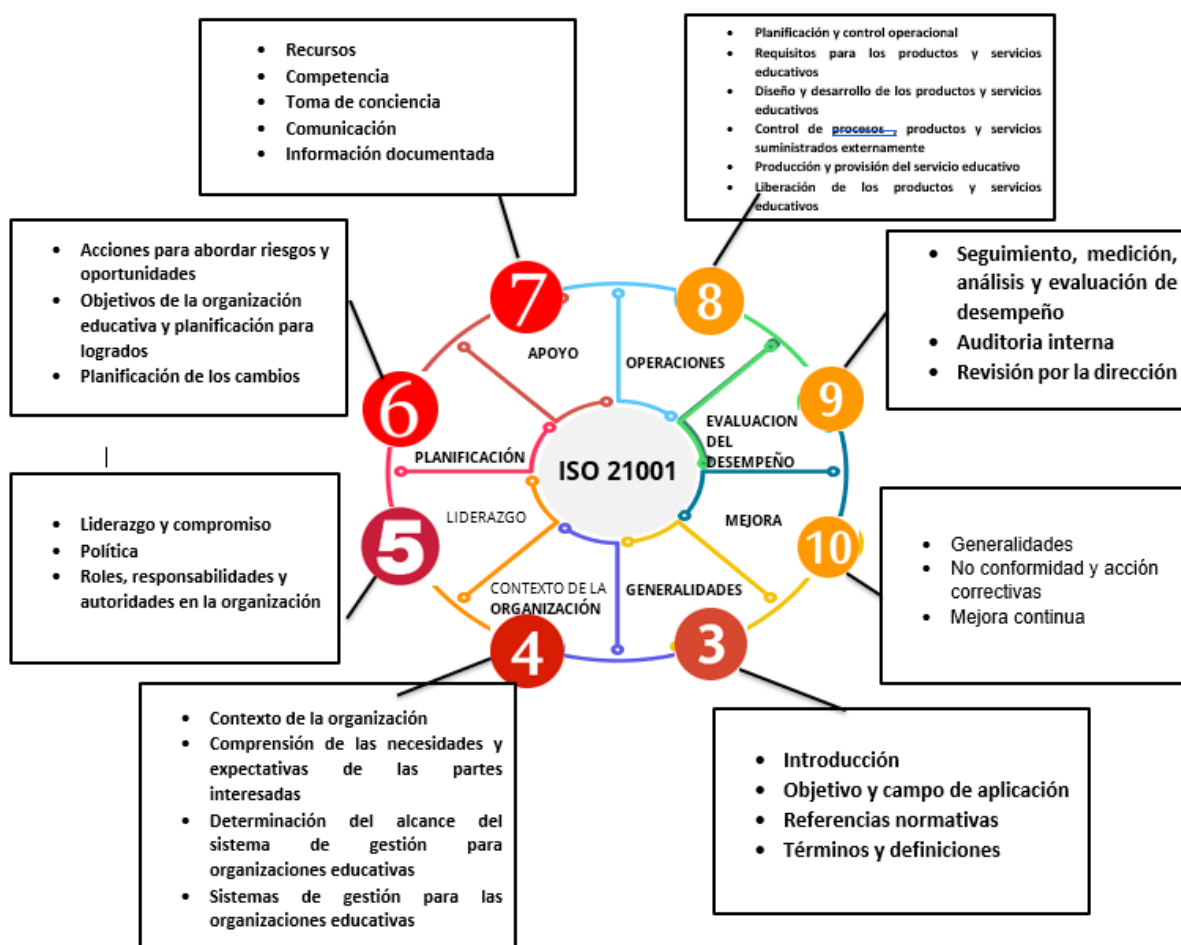 • Recursos
• Competencia
• Toma de conciencia
• Comunicación
• Información documentada
• Planificación y control operacional
• Requisitos para los productos y servicios
educativos
• Diseño y desarrollo de los productos y servicios
educativos
• Control de procesos , productos y servicios
suministrados externamente
• Producción y provisión del servicio educativo
• Liberación de los productos y servicios
educativos
• Acciones para abordar riesgos y
oportunidades
• Objetivos de la organización
educativa y planificación para
logrados
• Planificación de los cambios
• Seguimiento, medición,
análisis y evaluación de
desempeño
• Auditoria interna
• Revisión por la dirección
7
8
APOYO
OPERACIONES
6
9
PLANIFICACIÓN
EVALUACION
DEL
DESEMPEÑO
ISO 21001
LIDERAZGO
MEJORA
5
10
CONTEXTO DE LA
ORGANIZACIÓN
GENERALIDADES
4
3
• Liderazgo y compromiso
• Política
• Roles, responsabilidades y
autoridades en la organización
• Generalidades
• No conformidad y acción
correctivas
• Mejora continua
• Contexto de la organización
• Comprensión de las necesidades y
expectativas de las partes
interesadas
• Determinación del alcance del
sistema de gestión para
organizaciones educativas
• Sistemas de gestión para las
organizaciones educativas
• Introducción
• Objetivo y campo de aplicación
• Referencias normativas
• Términos y definiciones